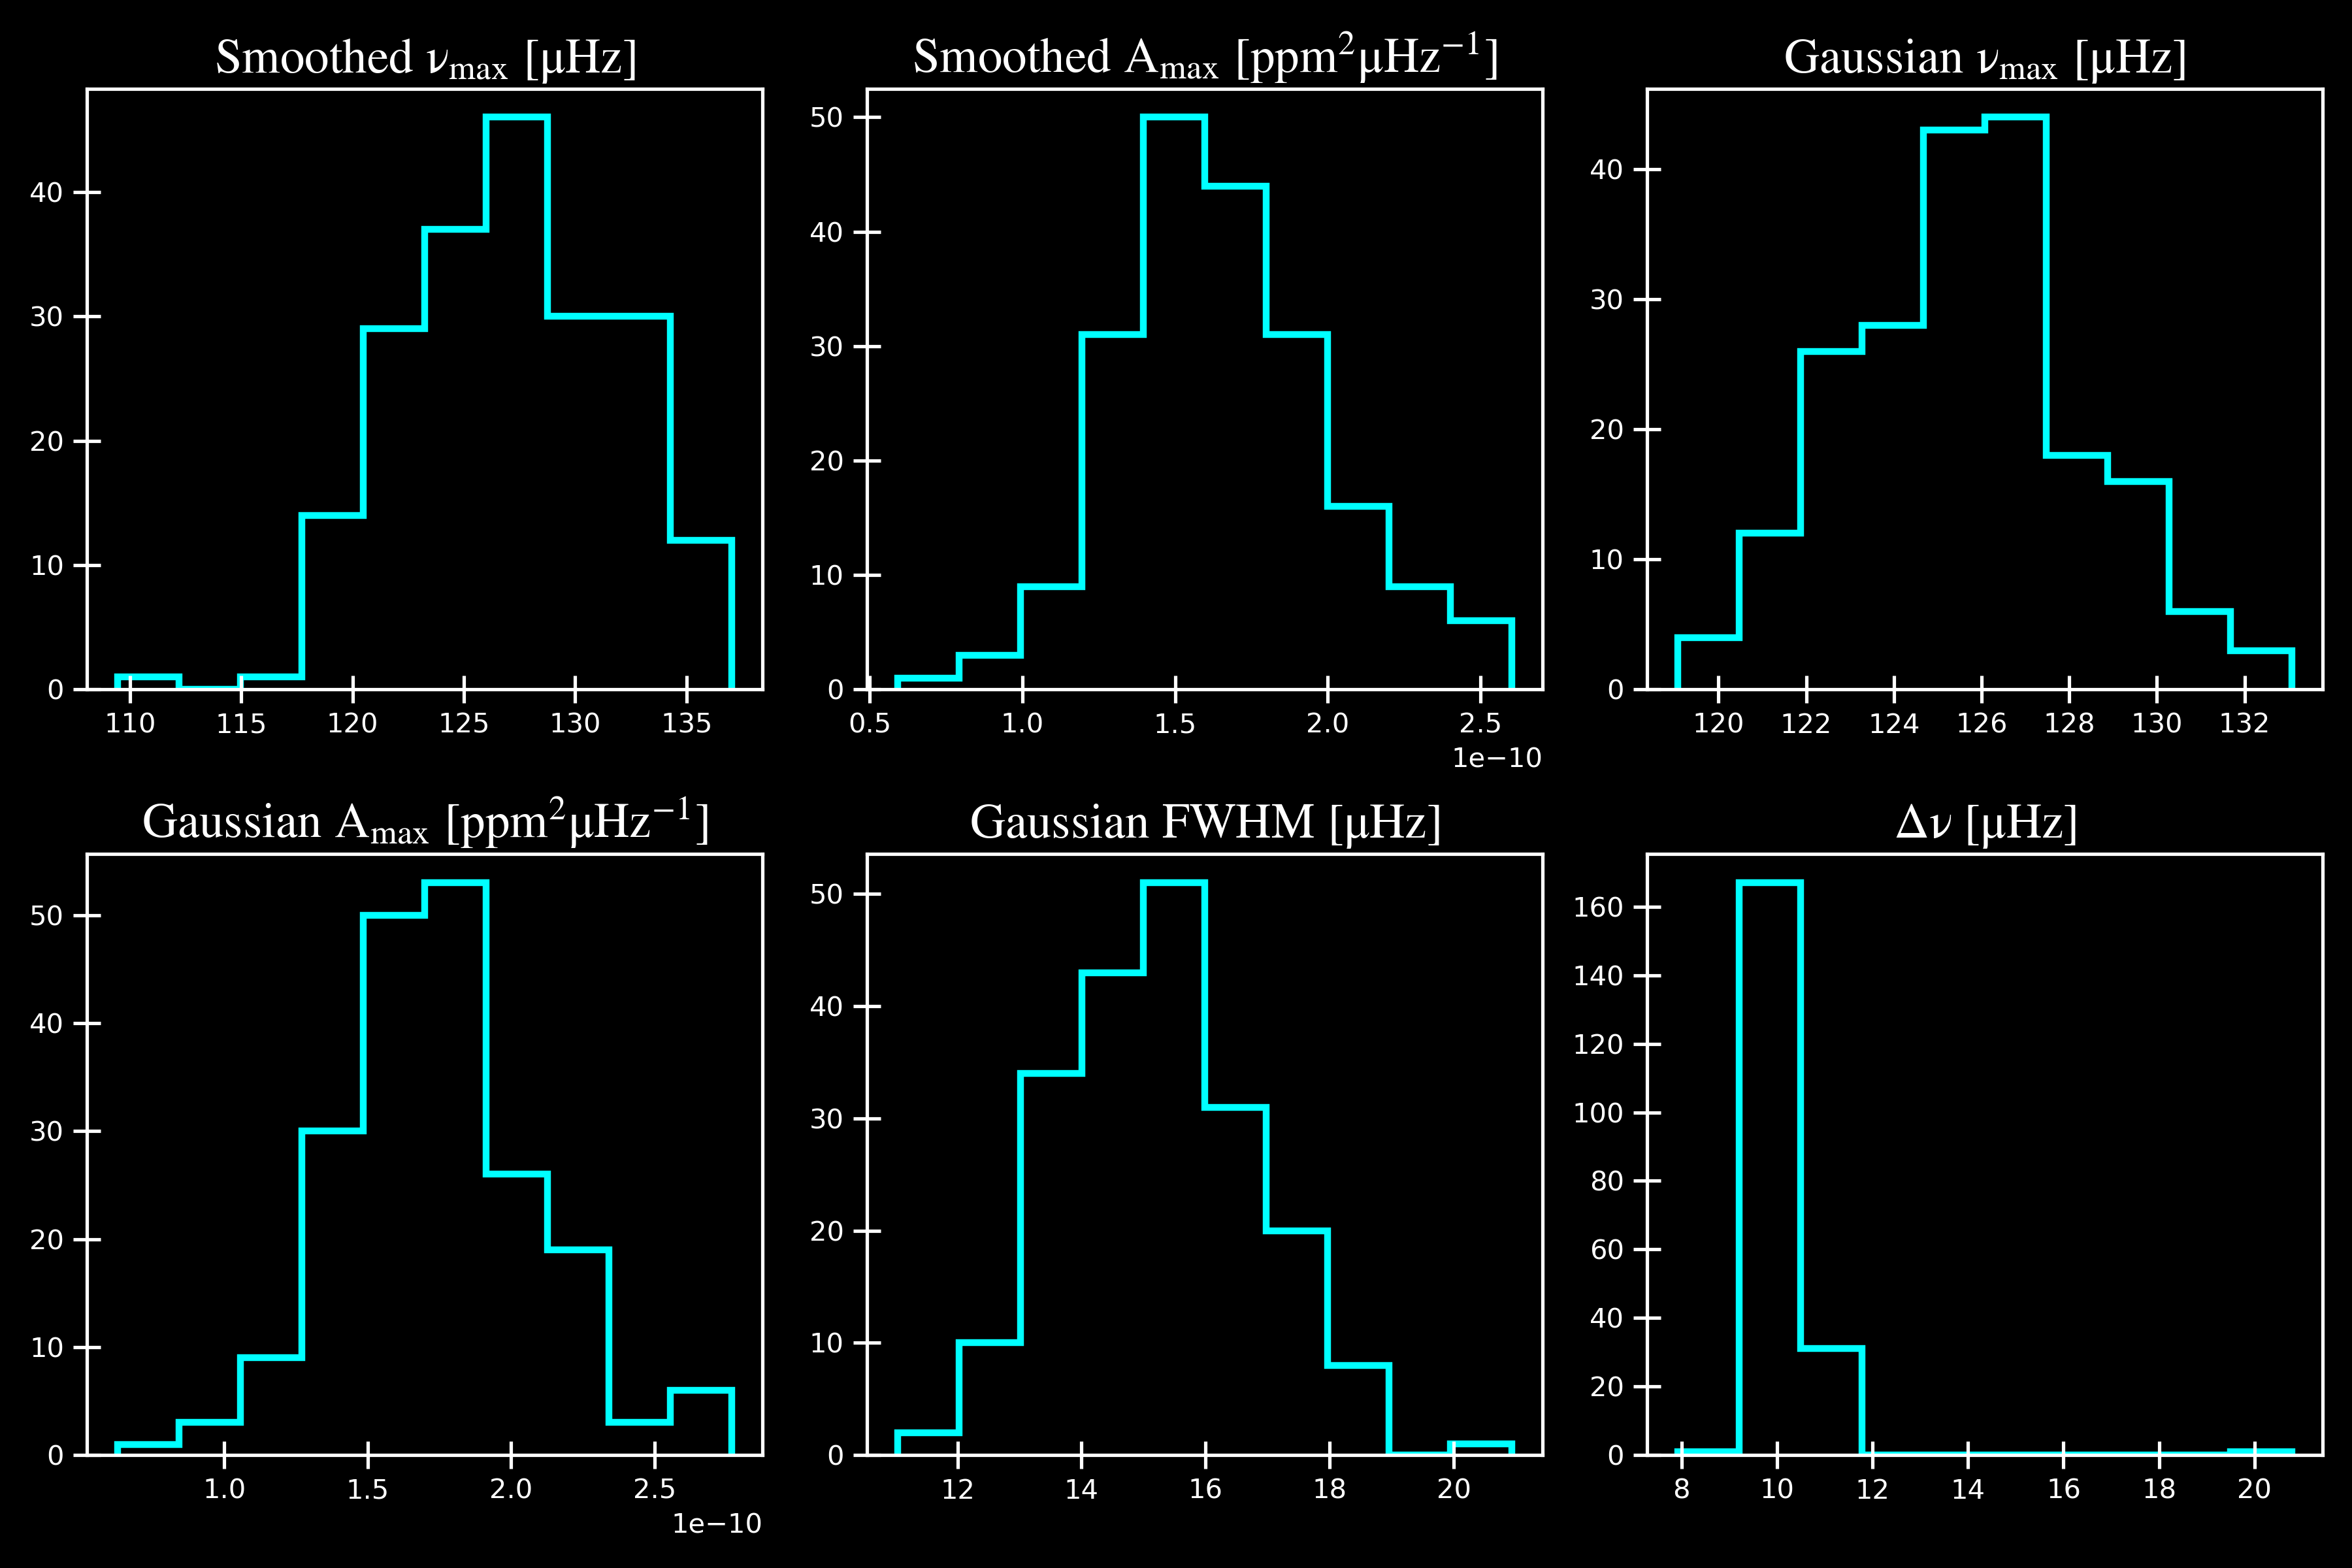 Smoothed ν_max [μHz]
Smoothed A_max [ppm²μHz⁻¹]
Gaussian ν_max [μHz]
40
30
20
10
0
110 115 120 125 130 135
50
40
30
20
10
0
0.5 1.0 1.5 2.0 2.5
1e−10
40
30
20
10
0
120 122 124 126 128 130 132
Gaussian A_max [ppm²μHz⁻¹]
Gaussian FWHM [μHz]
Δν [μHz]
50
40
30
20
10
0
1.0 1.5 2.0 2.5
1e−10
50
40
30
20
10
0
12 14 16 18 20
160
140
120
100
80
60
40
20
0
8 10 12 14 16 18 20